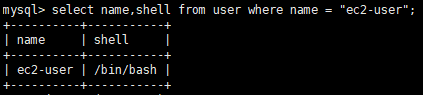 mysql> select name,shell from user where name = "ec2-user";
+----------+-----------+
| name     | shell     |
+----------+-----------+
| ec2-user | /bin/bash |
+----------+-----------+